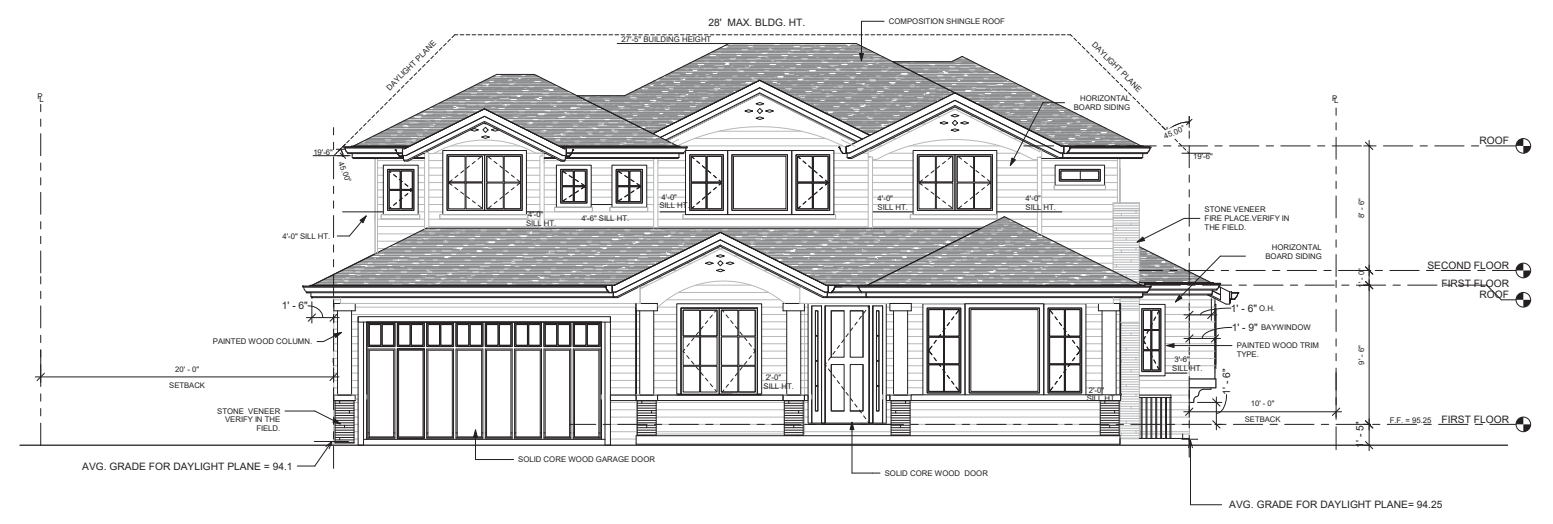 28' MAX. BLDG. HT.
COMPOSITION SHINGLE ROOF
27'-5" BUILDING HEIGHT
DAYLIGHT PLANE
DAYLIGHT PLANE
HORIZONTAL
BOARD SIDING
45.00°
ROOF
19'-6"
45.00°
19'-6"
4'-0"
SILL HT.
4'-0"
SILL HT.
4'-0"
SILL HT.
4'-0"
SILL HT.
4'-6" SILL HT.
4'-0" SILL HT.
STONE VENEER
FIRE PLACE.VERIFY IN
THE FIELD.
8' - 6"
HORIZONTAL
BOARD SIDING
SECOND FLOOR
1' - 0"
FIRST FLOOR
ROOF
1' - 6"
1' - 6" O.H.
1' - 9" BAYWINDOW
PAINTED WOOD COLUMN.
PAINTED WOOD TRIM
TYPE.
9' - 6"
3'-6"
SILL HT.
20' - 0"
SETBACK
2'-0"
SILL HT.
2'-0"
SILL HT.
1' - 6"
10' - 0"
SETBACK
STONE VENEER
VERIFY IN THE
FIELD.
F.F. = 95.25
FIRST FLOOR
1' - 5"
SOLID CORE WOOD GARAGE DOOR
AVG. GRADE FOR DAYLIGHT PLANE = 94.1
SOLID CORE WOOD DOOR
AVG. GRADE FOR DAYLIGHT PLANE= 94.25